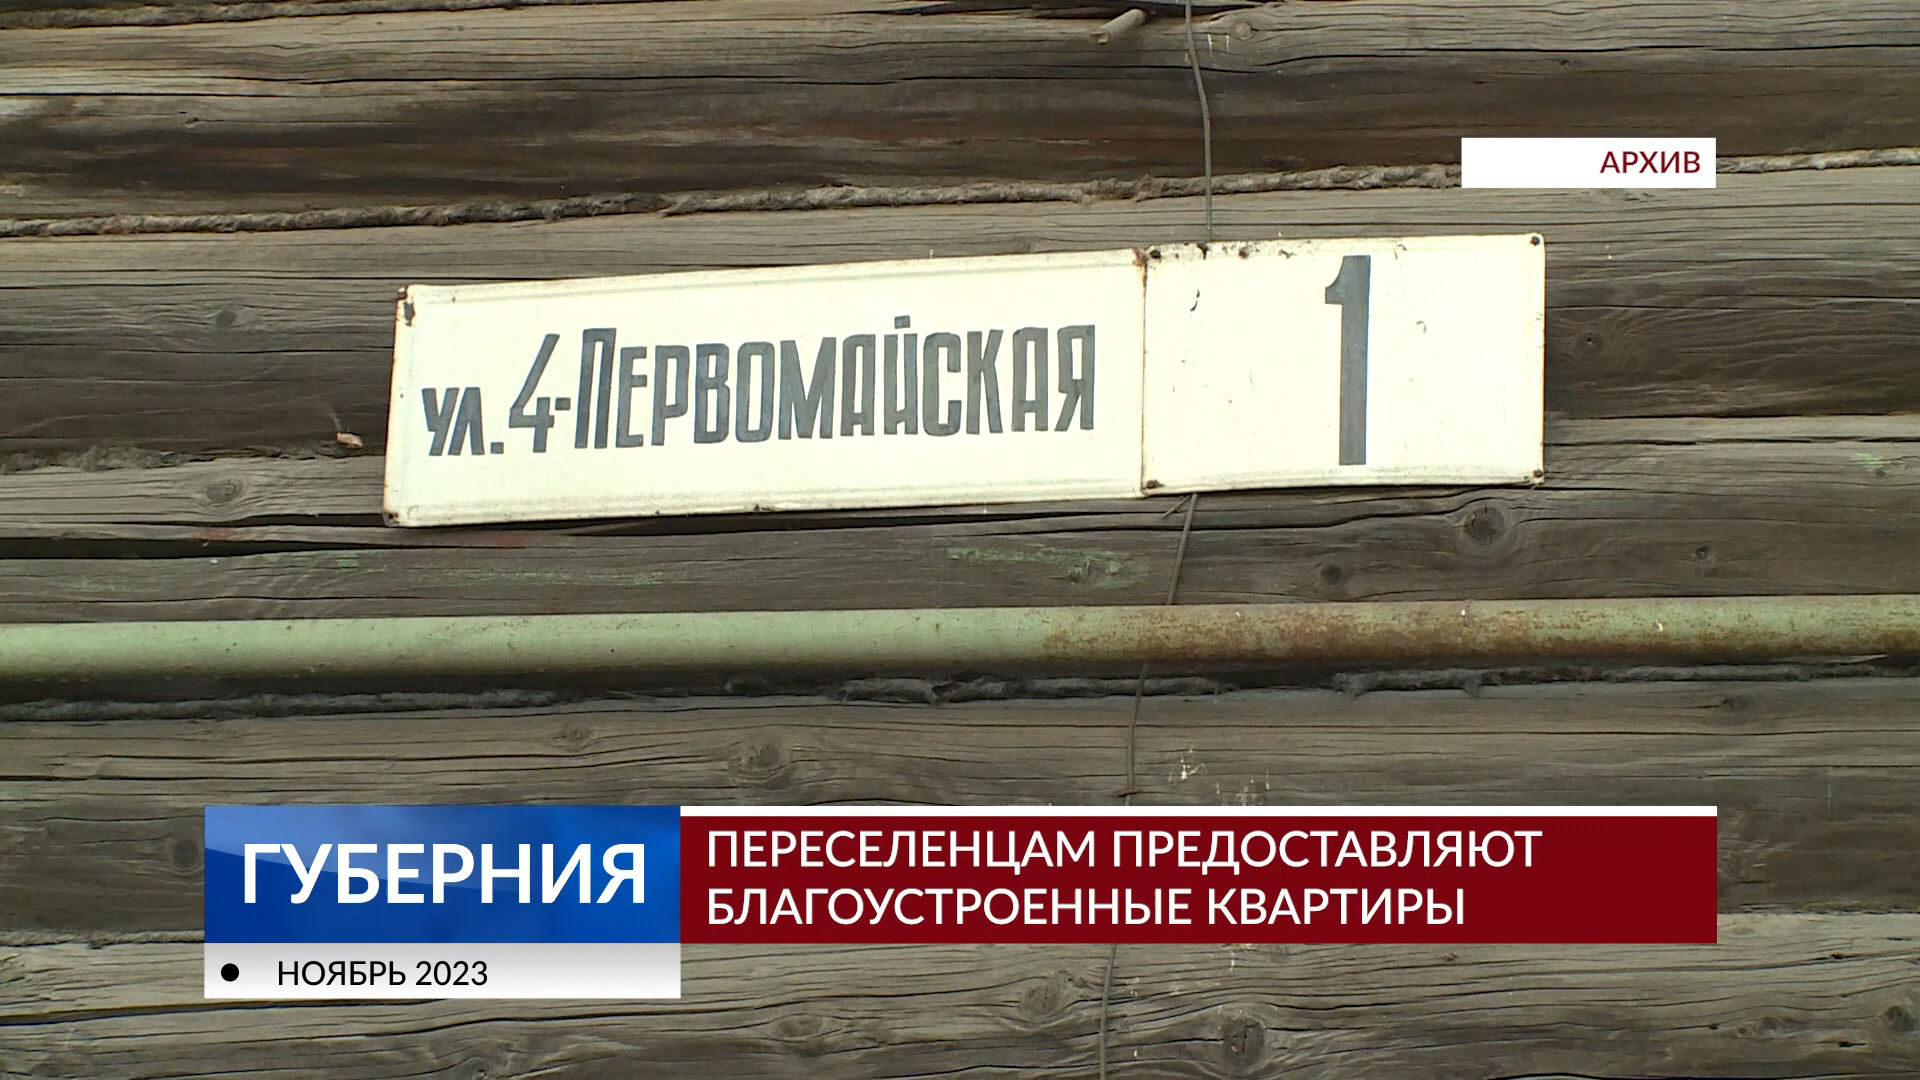 АРХИВ
ул. 4-ПЕРВОМАЙСКАЯ 1
ГУБЕРНИЯ
ПЕРЕСЕЛЕНЦАМ ПРЕДОСТАВЛЯЮТ
БЛАГОУСТРОЕННЫЕ КВАРТИРЫ
НОЯБРЬ 2023